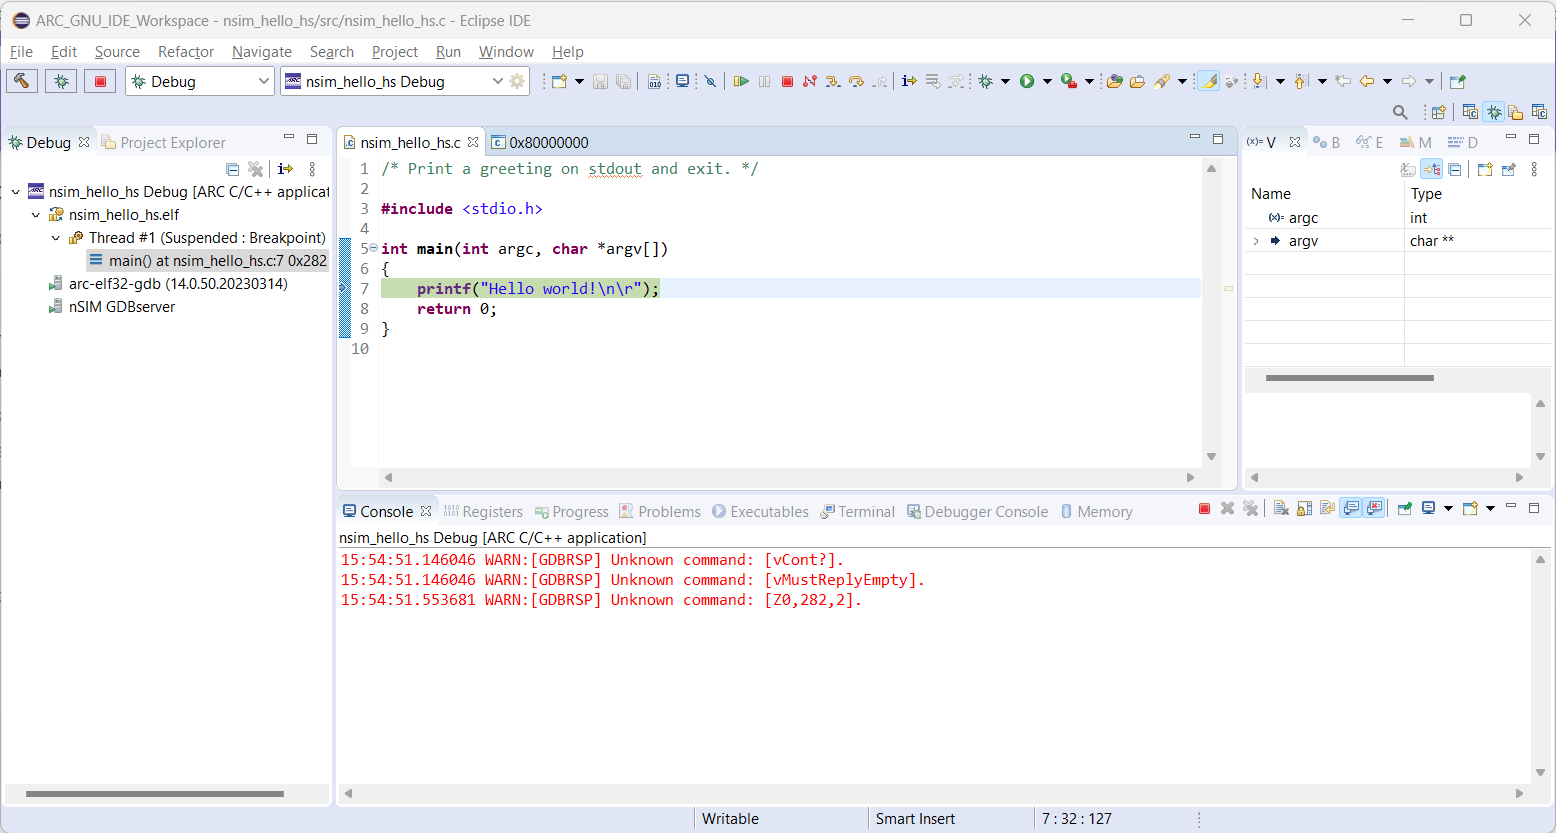 ARC_GNU_IDE_Workspace - nsim_hello_hs/src/nsim_hello_hs.c - Eclipse IDE
File Edit Source Refactor Navigate Search Project Run Window Help
Debug nsim_hello_hs Debug
Debug Project Explorer
nsim_hello_hs Debug [ARC C/C++ applicat
nsim_hello_hs.elf
Thread #1 (Suspended : Breakpoint)
main() at nsim_hello_hs.c:7 0x282
arc-elf32-gdb (14.0.50.20230314)
nSIM GDBserver
nsim_hello_hs.c 0x80000000
1 /* Print a greeting on stdout and exit. */
2
3 #include <stdio.h>
4
5 int main(int argc, char *argv[])
6 {
7 printf("Hello world!\n\r");
8 return 0;
9 }
10
(x)= V B E M D
Name Type
(x)= argc int
argv char **
Console Registers Progress Problems Executables Terminal Debugger Console Memory
nsim_hello_hs Debug [ARC C/C++ application]
15:54:51.146046 WARN:[GDBRSP] Unknown command: [vCont?].
15:54:51.146046 WARN:[GDBRSP] Unknown command: [vMustReplyEmpty].
15:54:51.553681 WARN:[GDBRSP] Unknown command: [Z0,282,2].
Writable Smart Insert 7 : 32 : 127